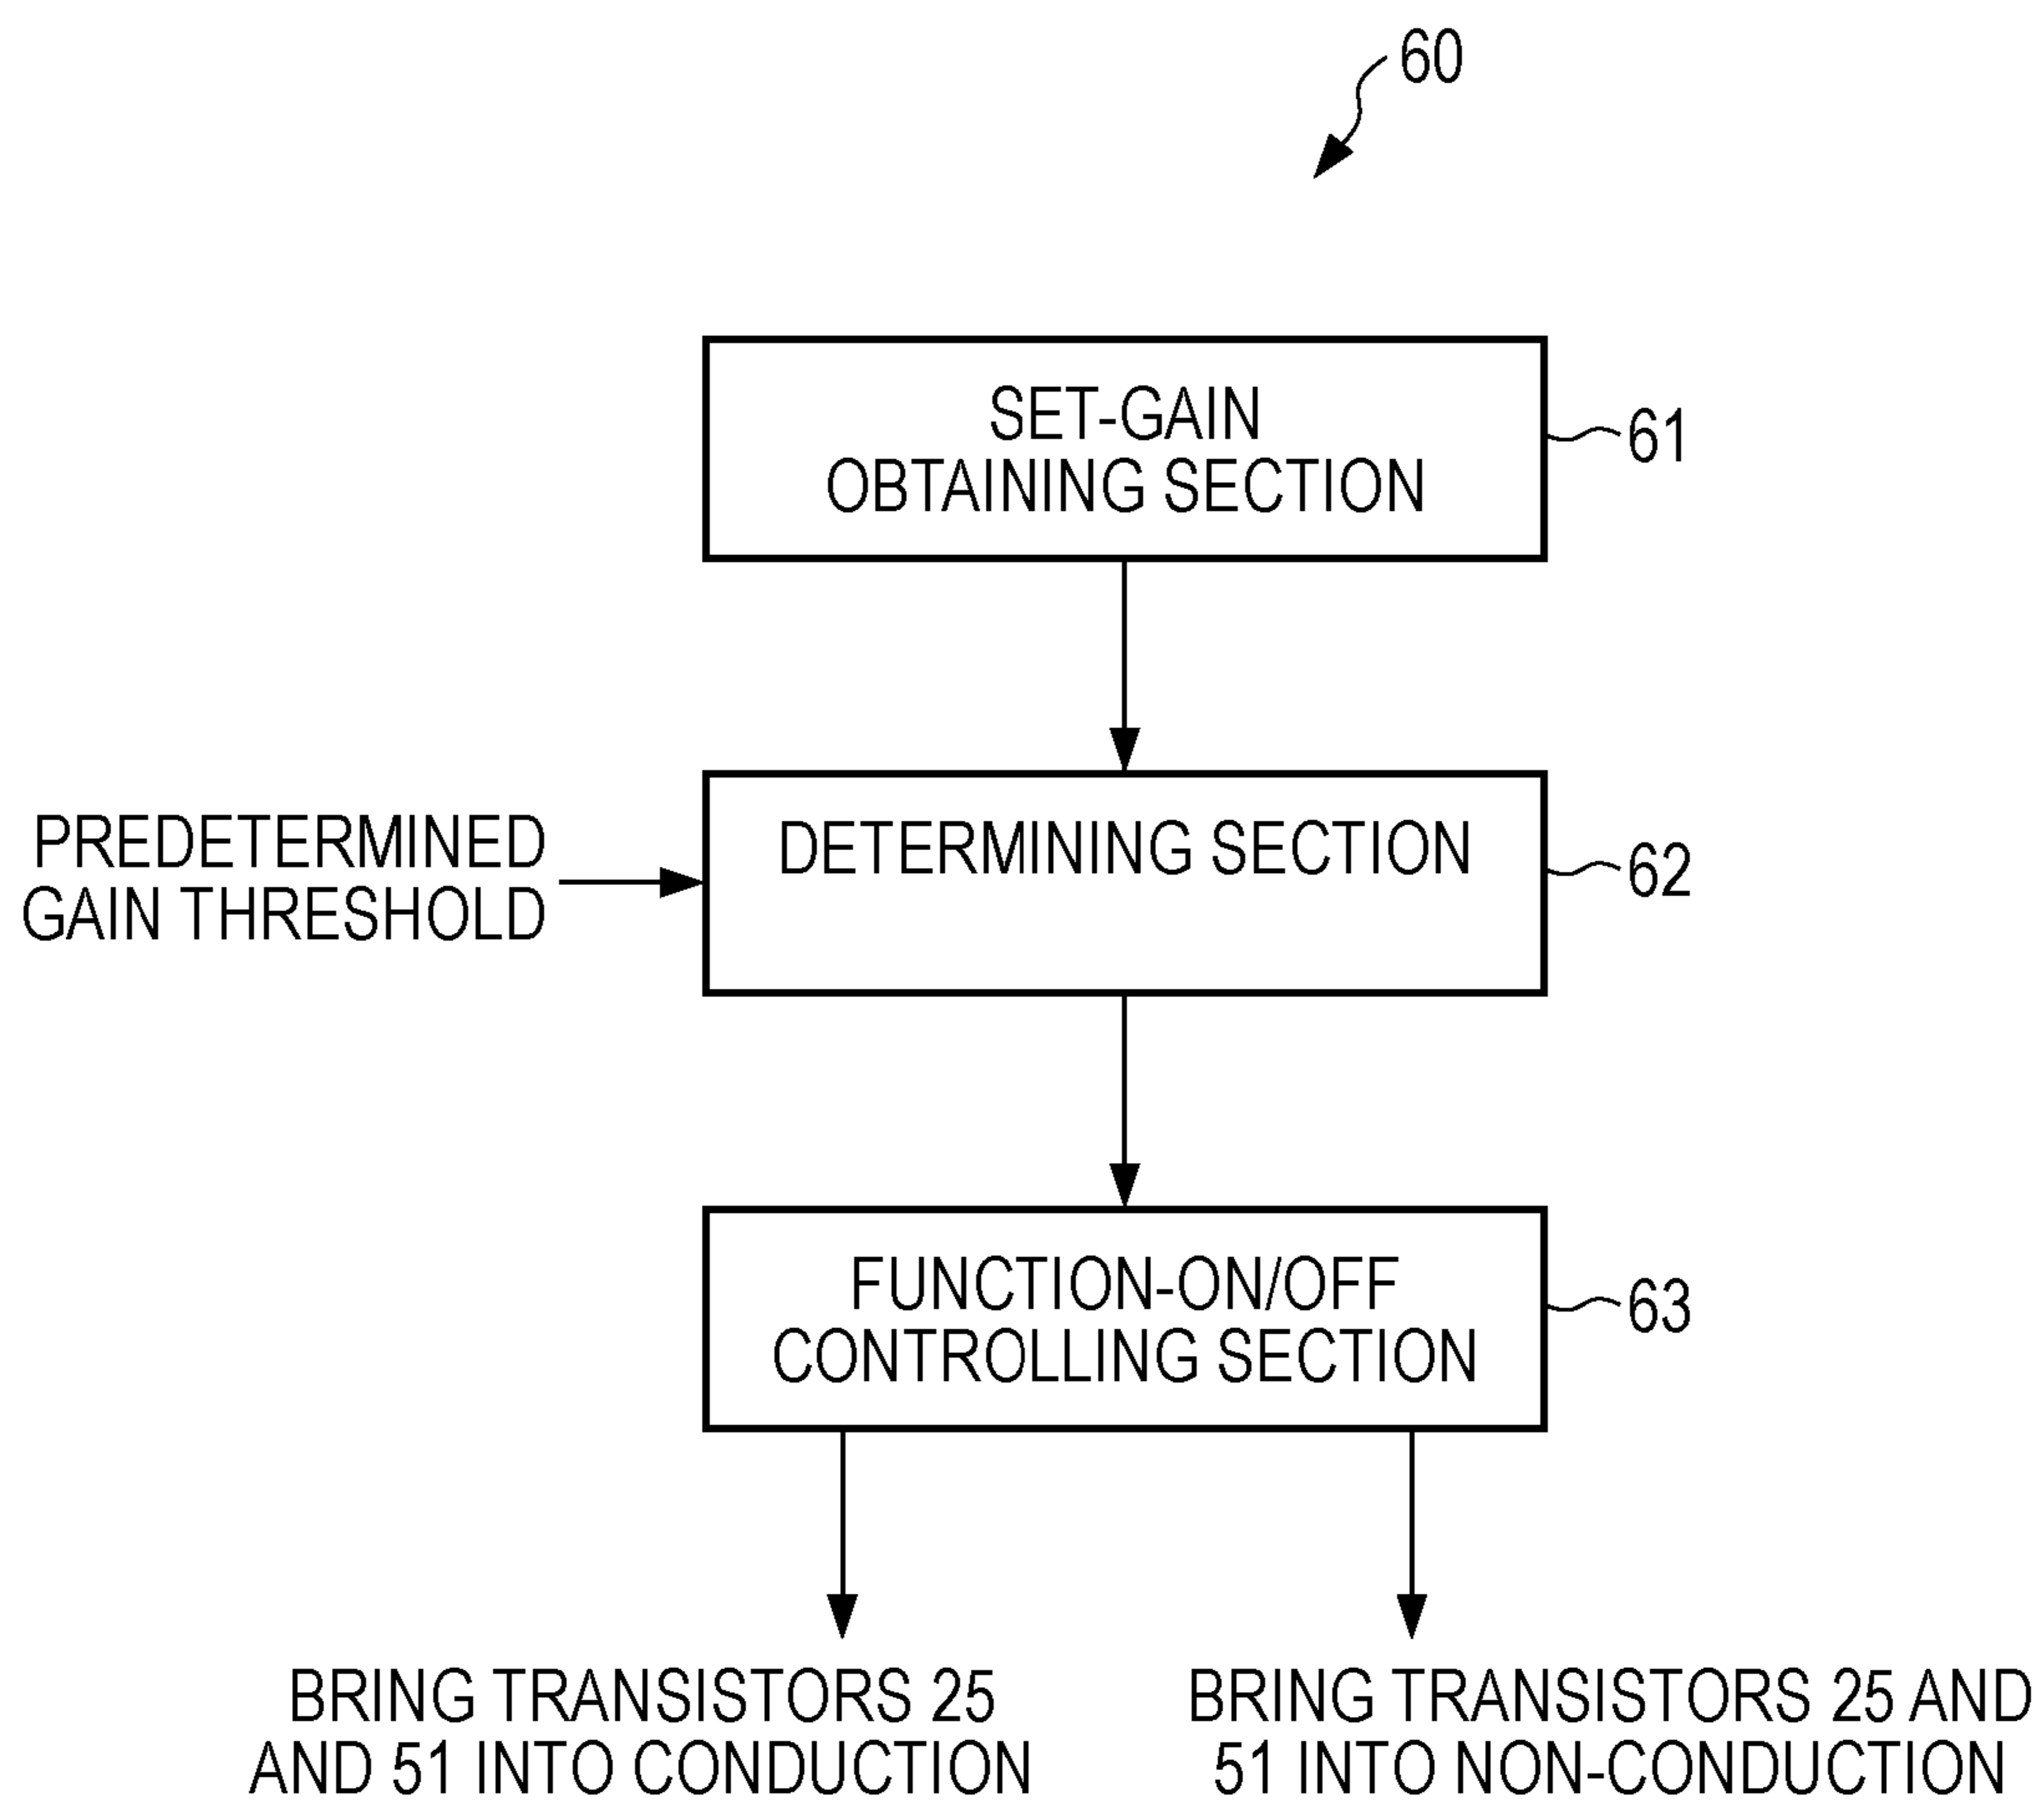 60
SET-GAIN
OBTAINING SECTION
61
PREDETERMINED
GAIN THRESHOLD
DETERMINING SECTION
62
FUNCTION-ON/OFF
CONTROLLING SECTION
63
BRING TRANSISTORS 25
AND 51 INTO CONDUCTION
BRING TRANSISTORS 25 AND
51 INTO NON-CONDUCTION